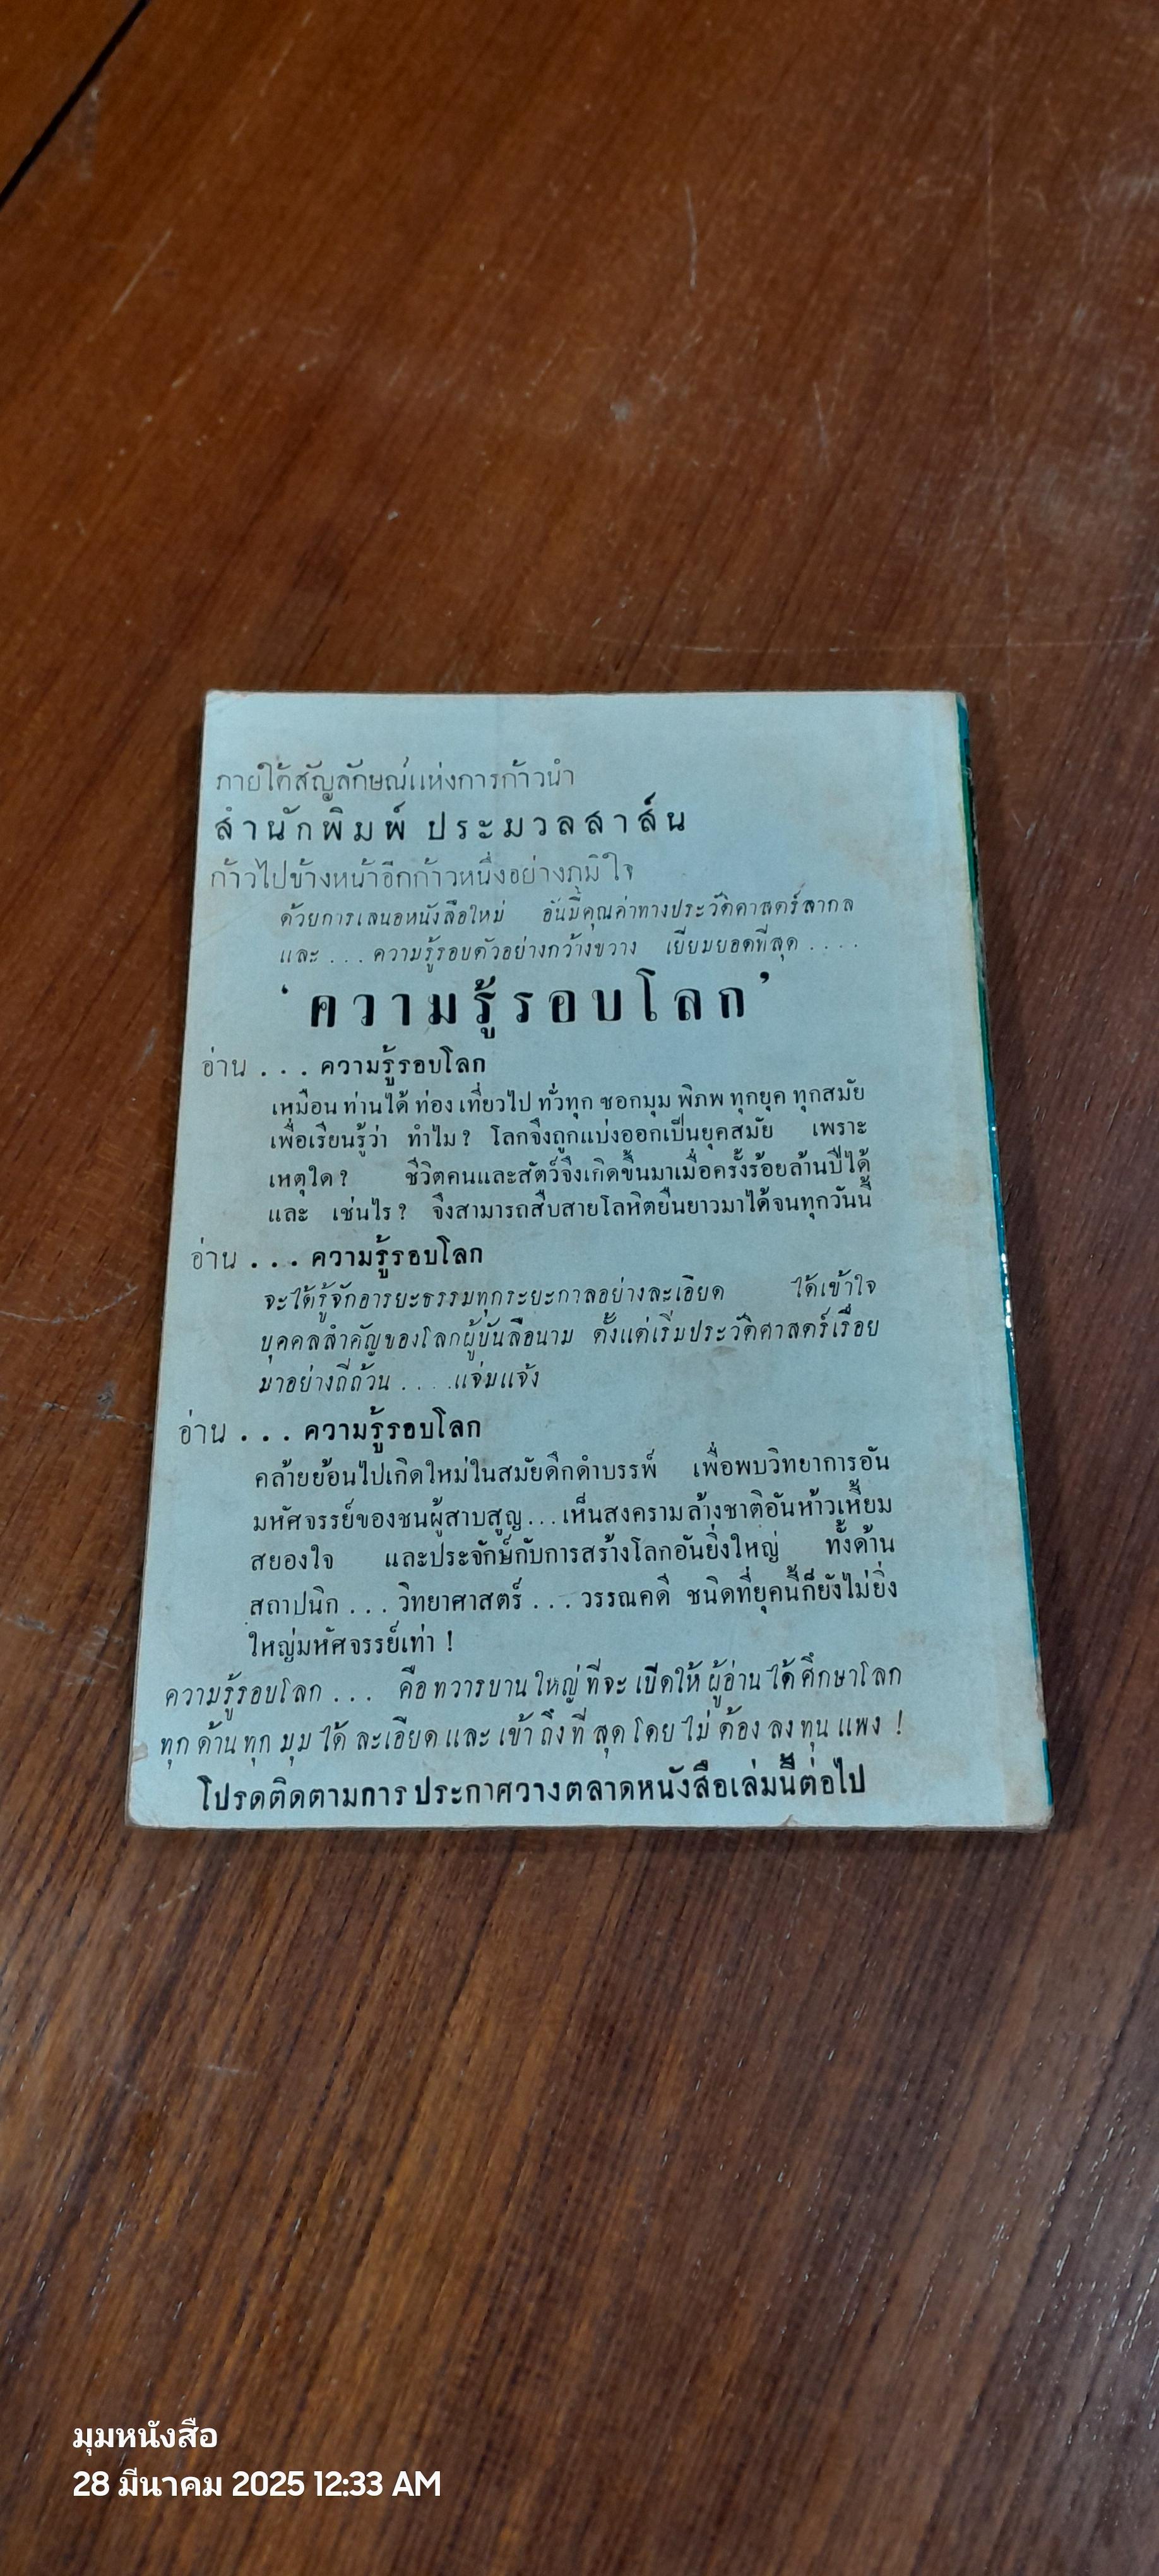 ภายใต้สัญลักษณ์แห่งการก้าวนำ
สำนักพิมพ์ ประมวลสาส์น
ก้าวไปข้างหน้าอีกก้าวหนึ่งอย่างภูมิใจ
ด้วยการเสนอหนังสือใหม่ อันมีคุณค่าทางประวัติศาสตร์สากล
และ ... ความรู้รอบตัวอย่างกว้างขวาง เยี่ยมยอดที่สุด ....
'ความรู้รอบโลก'
อ่าน ... ความรู้รอบโลก
เหมือน ท่านได้ ท่อง เที่ยวไป ทั่วทุก ซอกมุม พิภพ ทุกยุค ทุกสมัย
เพื่อเรียนรู้ว่า ทำไม? โลกจึงถูกแบ่งออกเป็นยุคสมัย เพราะ
เหตุใด? ชีวิตคนและสัตว์จึงเกิดขึ้นมาเมื่อครั้งร้อยล้านปีได้
และ เช่นไร? จึงสามารถสืบสายโลหิตยืนยาวมาได้จนทุกวันนี้
อ่าน ... ความรู้รอบโลก
จะได้รู้จักอารยะธรรมทุกระยะกาลอย่างละเอียด ได้เข้าใจ
บุคคลสำคัญของโลกผู้บันลือนาม ตั้งแต่เริ่มประวัติศาสตร์เรื่อย
มาอย่างถี่ถ้วน ....แจ่มแจ้ง
อ่าน ... ความรู้รอบโลก
คล้ายย้อนไปเกิดใหม่ในสมัยดึกดำบรรพ์ เพื่อพบวิทยาการอัน
มหัศจรรย์ของชนผู้สาบสูญ...เห็นสงคราม ล้างชาติอันห้าวเหี้ยม
สยองใจ และประจักษ์กับการสร้างโลกอันยิ่งใหญ่ ทั้งด้าน
สถาปนิก ... วิทยาศาสตร์ ... วรรณคดี ชนิดที่ยุคนี้ก็ยังไม่ยิ่ง
ใหญ่มหัศจรรย์เท่า !
ความรู้รอบโลก ... คือ ทวารบาน ใหญ่ ที่จะ เปิดให้ ผู้อ่าน ได้ ศึกษาโลก
ทุก ด้าน ทุก มุม ได้ ละเอียด และ เข้า ถึง ที่ สุด โดย ไม่ ต้อง ลง ทุน แพง !
โปรดติดตามการ ประกาศวางตลาดหนังสือเล่มนี้ต่อไป
มุมหนังสือ
28 มีนาคม 2025 12:33 AM